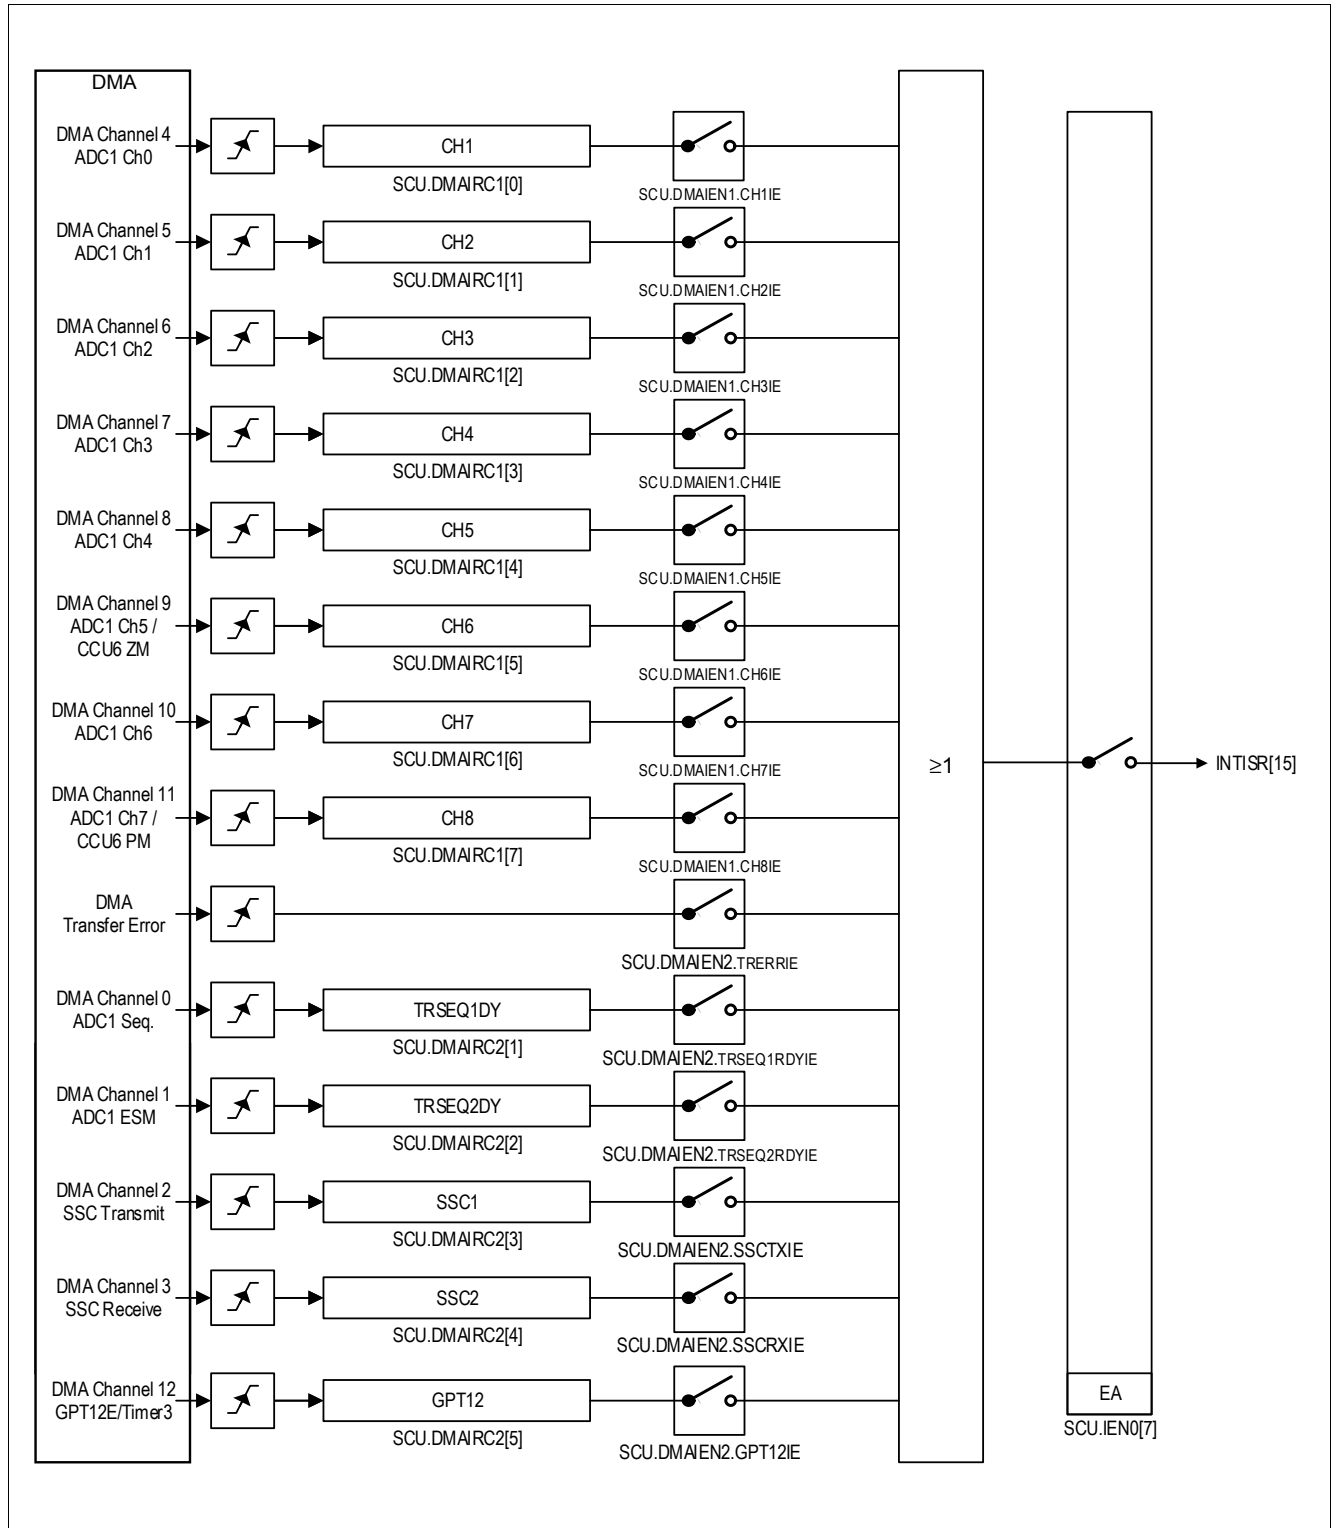 DMA
DMA Channel 4
ADC1 Ch0
CH1
SCU.DMAIRC1[0]
SCU.DMAIEN1.CH1IE
DMA Channel 5
ADC1 Ch1
CH2
SCU.DMAIRC1[1]
SCU.DMAIEN1.CH2IE
DMA Channel 6
ADC1 Ch2
CH3
SCU.DMAIRC1[2]
SCU.DMAIEN1.CH3IE
DMA Channel 7
ADC1 Ch3
CH4
SCU.DMAIRC1[3]
SCU.DMAIEN1.CH4IE
DMA Channel 8
ADC1 Ch4
CH5
SCU.DMAIRC1[4]
SCU.DMAIEN1.CH5IE
DMA Channel 9
ADC1 Ch5 /
CCU6 ZM
CH6
SCU.DMAIRC1[5]
SCU.DMAIEN1.CH6IE
DMA Channel 10
ADC1 Ch6
CH7
SCU.DMAIRC1[6]
SCU.DMAIEN1.CH7IE
≥1
INTISR[15]
DMA Channel 11
ADC1 Ch7 /
CCU6 PM
CH8
SCU.DMAIRC1[7]
SCU.DMAIEN1.CH8IE
DMA
Transfer Error
SCU.DMAIEN2.TRERRIE
DMA Channel 0
ADC1 Seq.
TRSEQ1DY
SCU.DMAIRC2[1]
SCU.DMAIEN2.TRSEQ1RDYIE
DMA Channel 1
ADC1 ESM
TRSEQ2DY
SCU.DMAIRC2[2]
SCU.DMAIEN2.TRSEQ2RDYIE
DMA Channel 2
SSC Transmit
SSC1
SCU.DMAIRC2[3]
SCU.DMAIEN2.SSCTXIE
DMA Channel 3
SSC Receive
SSC2
SCU.DMAIRC2[4]
SCU.DMAIEN2.SSCRXIE
DMA Channel 12
GPT12E/Timer3
GPT12
SCU.DMAIRC2[5]
SCU.DMAIEN2.GPT12IE
EA
SCU.IEN0[7]